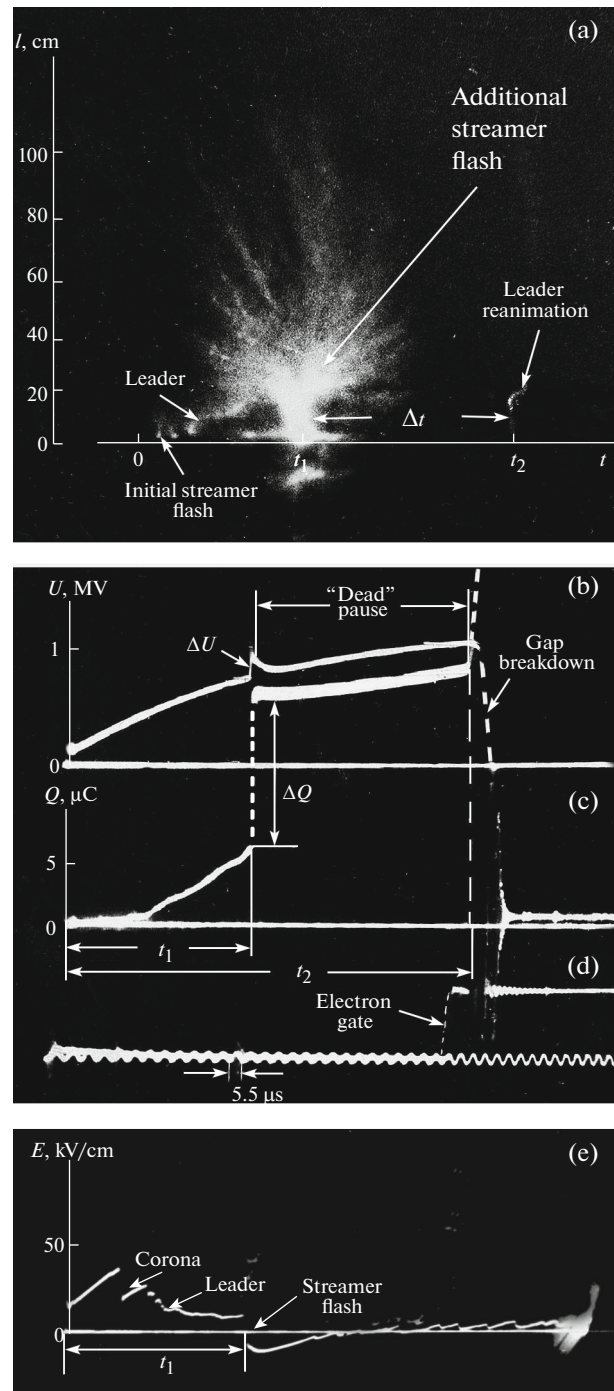 (a)
l, cm
Additional
streamer
flash
100
80
60
40
20
0
Leader
reanimation
Leader
Δt
0
t₁
t₂
t
Initial streamer
flash
(b)
U, MV
"Dead"
pause
1
ΔU
Gap
breakdown
0
(c)
Q, μC
ΔQ
5
0
t₁
t₂
(d)
Electron
gate
5.5 μs
(e)
E, kV/cm
50
Corona
Leader
Streamer
flash
0
t₁